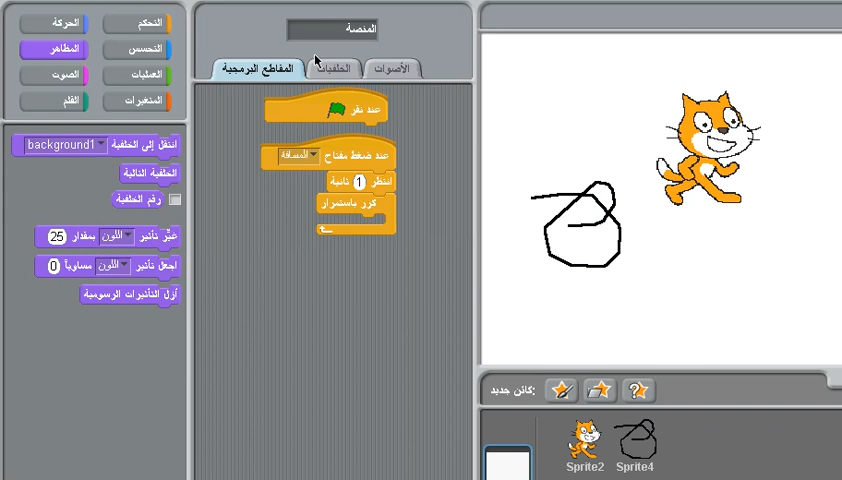 الحركة
التحكم
المظاهر
التحسس
الصوت
العمليات
القلم
المتغيرات
انتقل إلى الخلفية background1
الخلفية التالية
رقم الخلفية
غيّر تأثير اللون بمقدار 25
اجعل تأثير اللون مساوياً 0
أزل التأثيرات الرسومية
المنصة
المقاطع البرمجية
الخلفيات
الأصوات
عند نقر
عند ضغط مفتاح المسافة
انتظر 1 ثانية
كرر باستمرار
كائن جديد:
Sprite2
Sprite4